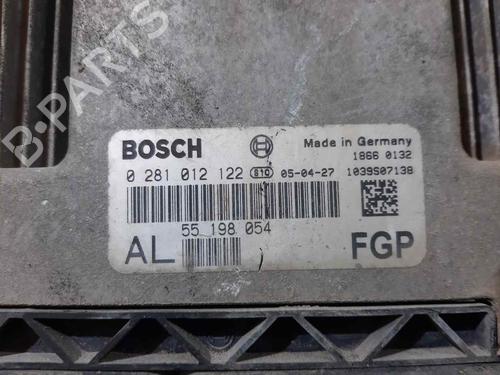 B-PARTS
BOSCH Made in Germany
1866 0132
0 281 012 122 S10 05-04-27 1039S07138
55 198 054
AL FGP